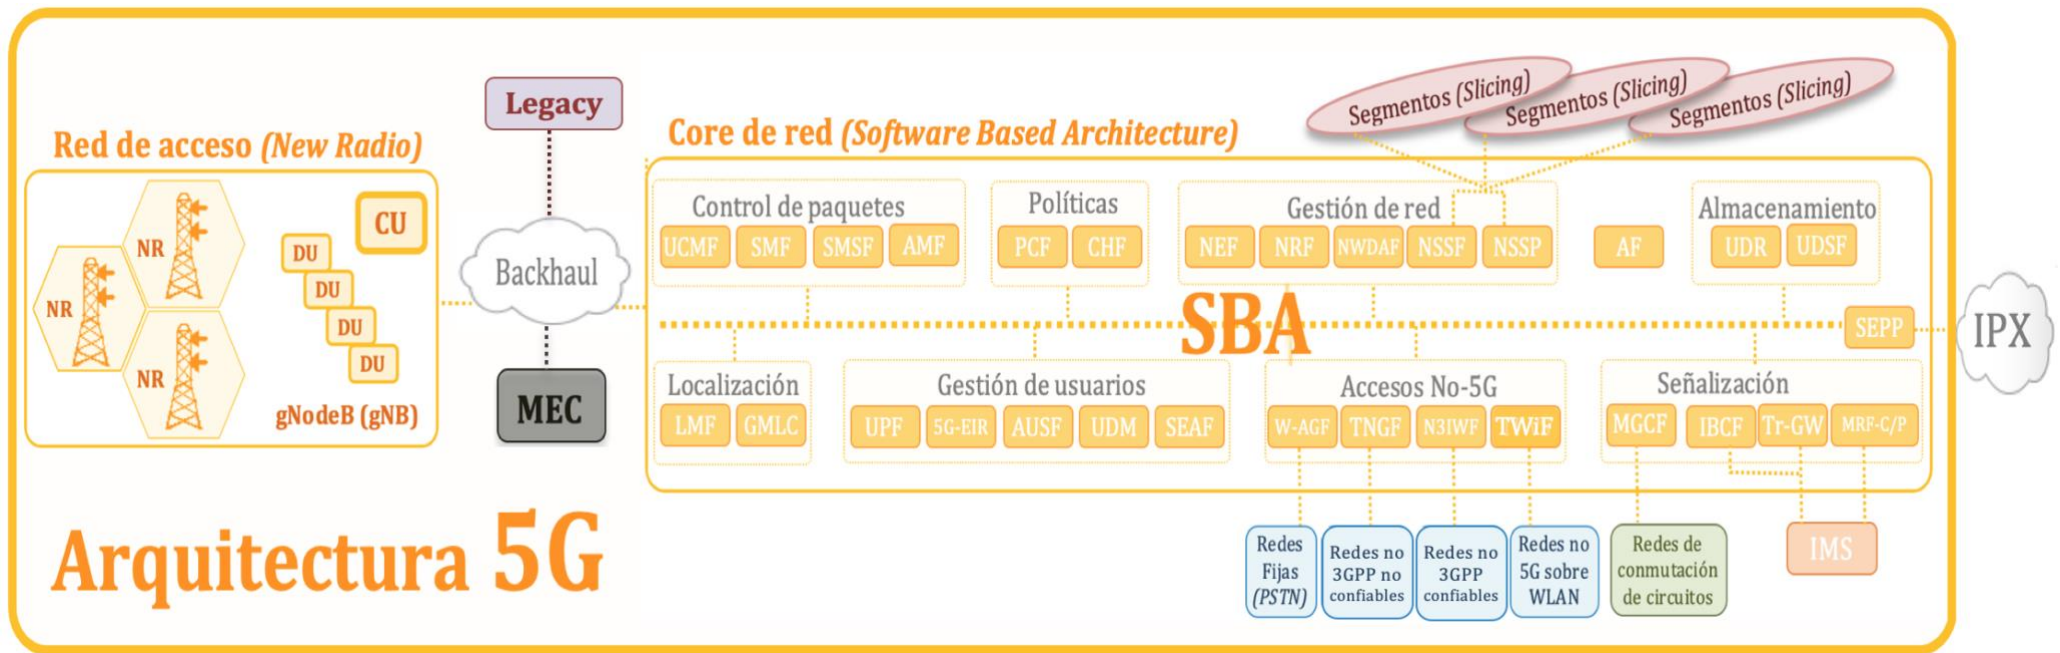 Segmentos (Slicing)
Segmentos (Slicing)
Segmentos (Slicing)
Legacy
Red de acceso (New Radio)
Core de red (Software Based Architecture)
NR
NR
NR
CU
DU
DU
DU
DU
gNodeB (gNB)
Backhaul
MEC
Control de paquetes
UCMF
SMF
SMSF
AMF
Políticas
PCF
CHF
Gestión de red
NEF
NRF
NWDAF
NSSF
NSSP
AF
Almacenamiento
UDR
UDSF
SBA
SEPP
IPX
Localización
LMF
GMLC
Gestión de usuarios
UPF
5G-EIR
AUSF
UDM
SEAF
Accesos No-5G
W-AGF
TNGF
N3IWF
TWiF
Señalización
MGCF
IBCF
Tr-GW
MRF-C/P
Arquitectura 5G
Redes
Fijas
(PSTN)
Redes no
3GPP no
confiables
Redes no
3GPP
confiables
Redes no
5G sobre
WLAN
Redes de
conmutación
de circuitos
IMS